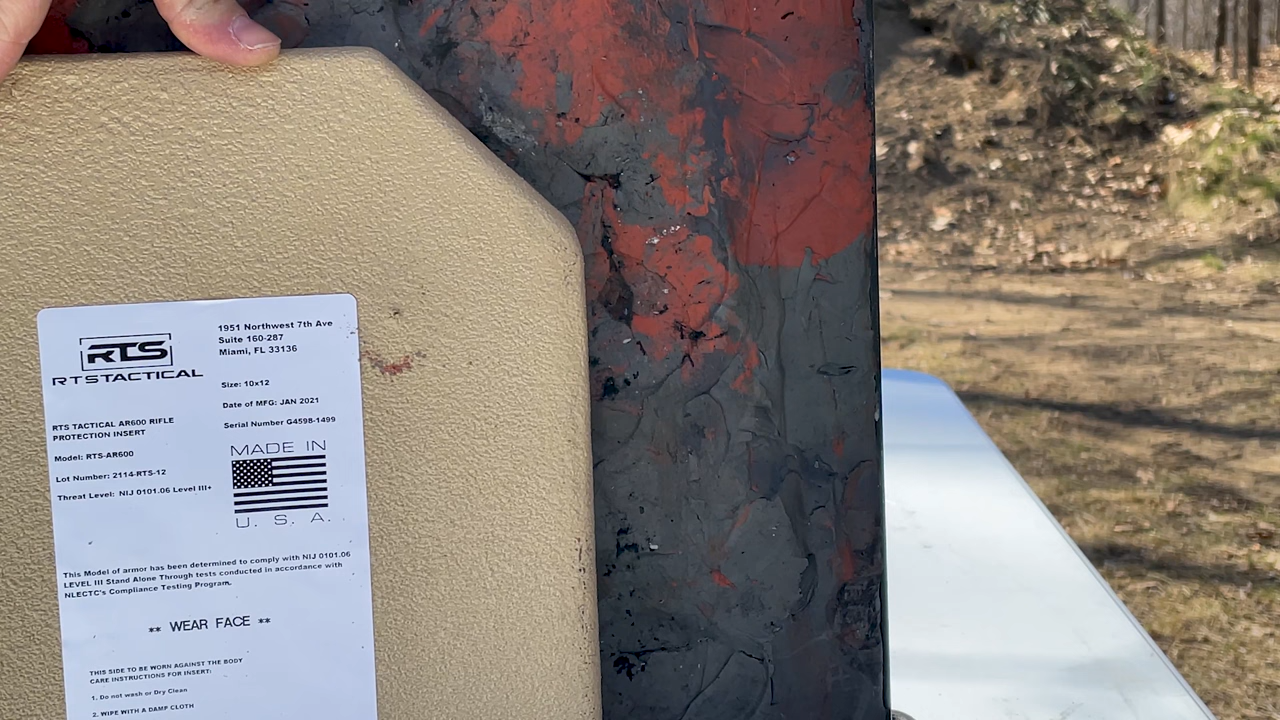 RTS
RTSTACTICAL
1951 Northwest 7th Ave
Suite 160-287
Miami, FL 33136
Size: 10x12
Date of MFG: JAN 2021
Serial Number G4598-1499
RTS TACTICAL AR600 RIFLE
PROTECTION INSERT
Model: RTS-AR600
Lot Number: 2114-RTS-12
Threat Level: NIJ 0101.06 Level III+
MADE IN
U. S. A.
This Model of armor has been determined to comply with NIJ 0101.06
LEVEL III Stand Alone Through tests conducted in accordance with
NLECTC's Compliance Testing Program.
** WEAR FACE **
THIS SIDE TO BE WORN AGAINST THE BODY
CARE INSTRUCTIONS FOR INSERT:
1. Do not wash or Dry Clean
2. WIPE WITH A DAMP CLOTH